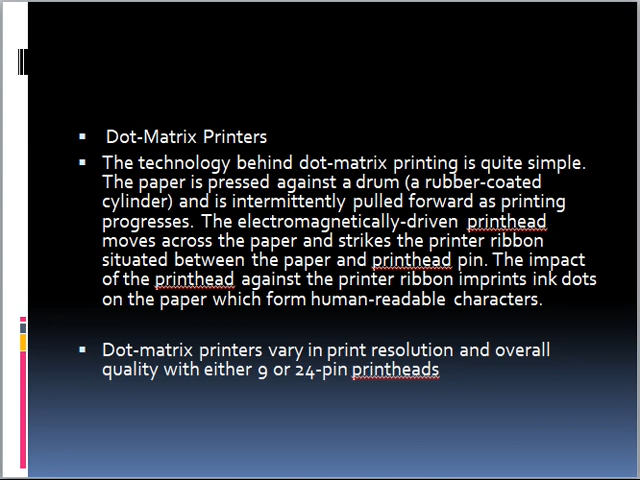 Dot-Matrix Printers
The technology behind dot-matrix printing is quite simple.
The paper is pressed against a drum (a rubber-coated
cylinder) and is intermittently pulled forward as printing
progresses. The electromagnetically-driven printhead
moves across the paper and strikes the printer ribbon
situated between the paper and printhead pin. The impact
of the printhead against the printer ribbon imprints ink dots
on the paper which form human-readable characters.
Dot-matrix printers vary in print resolution and overall
quality with either 9 or 24-pin printheads